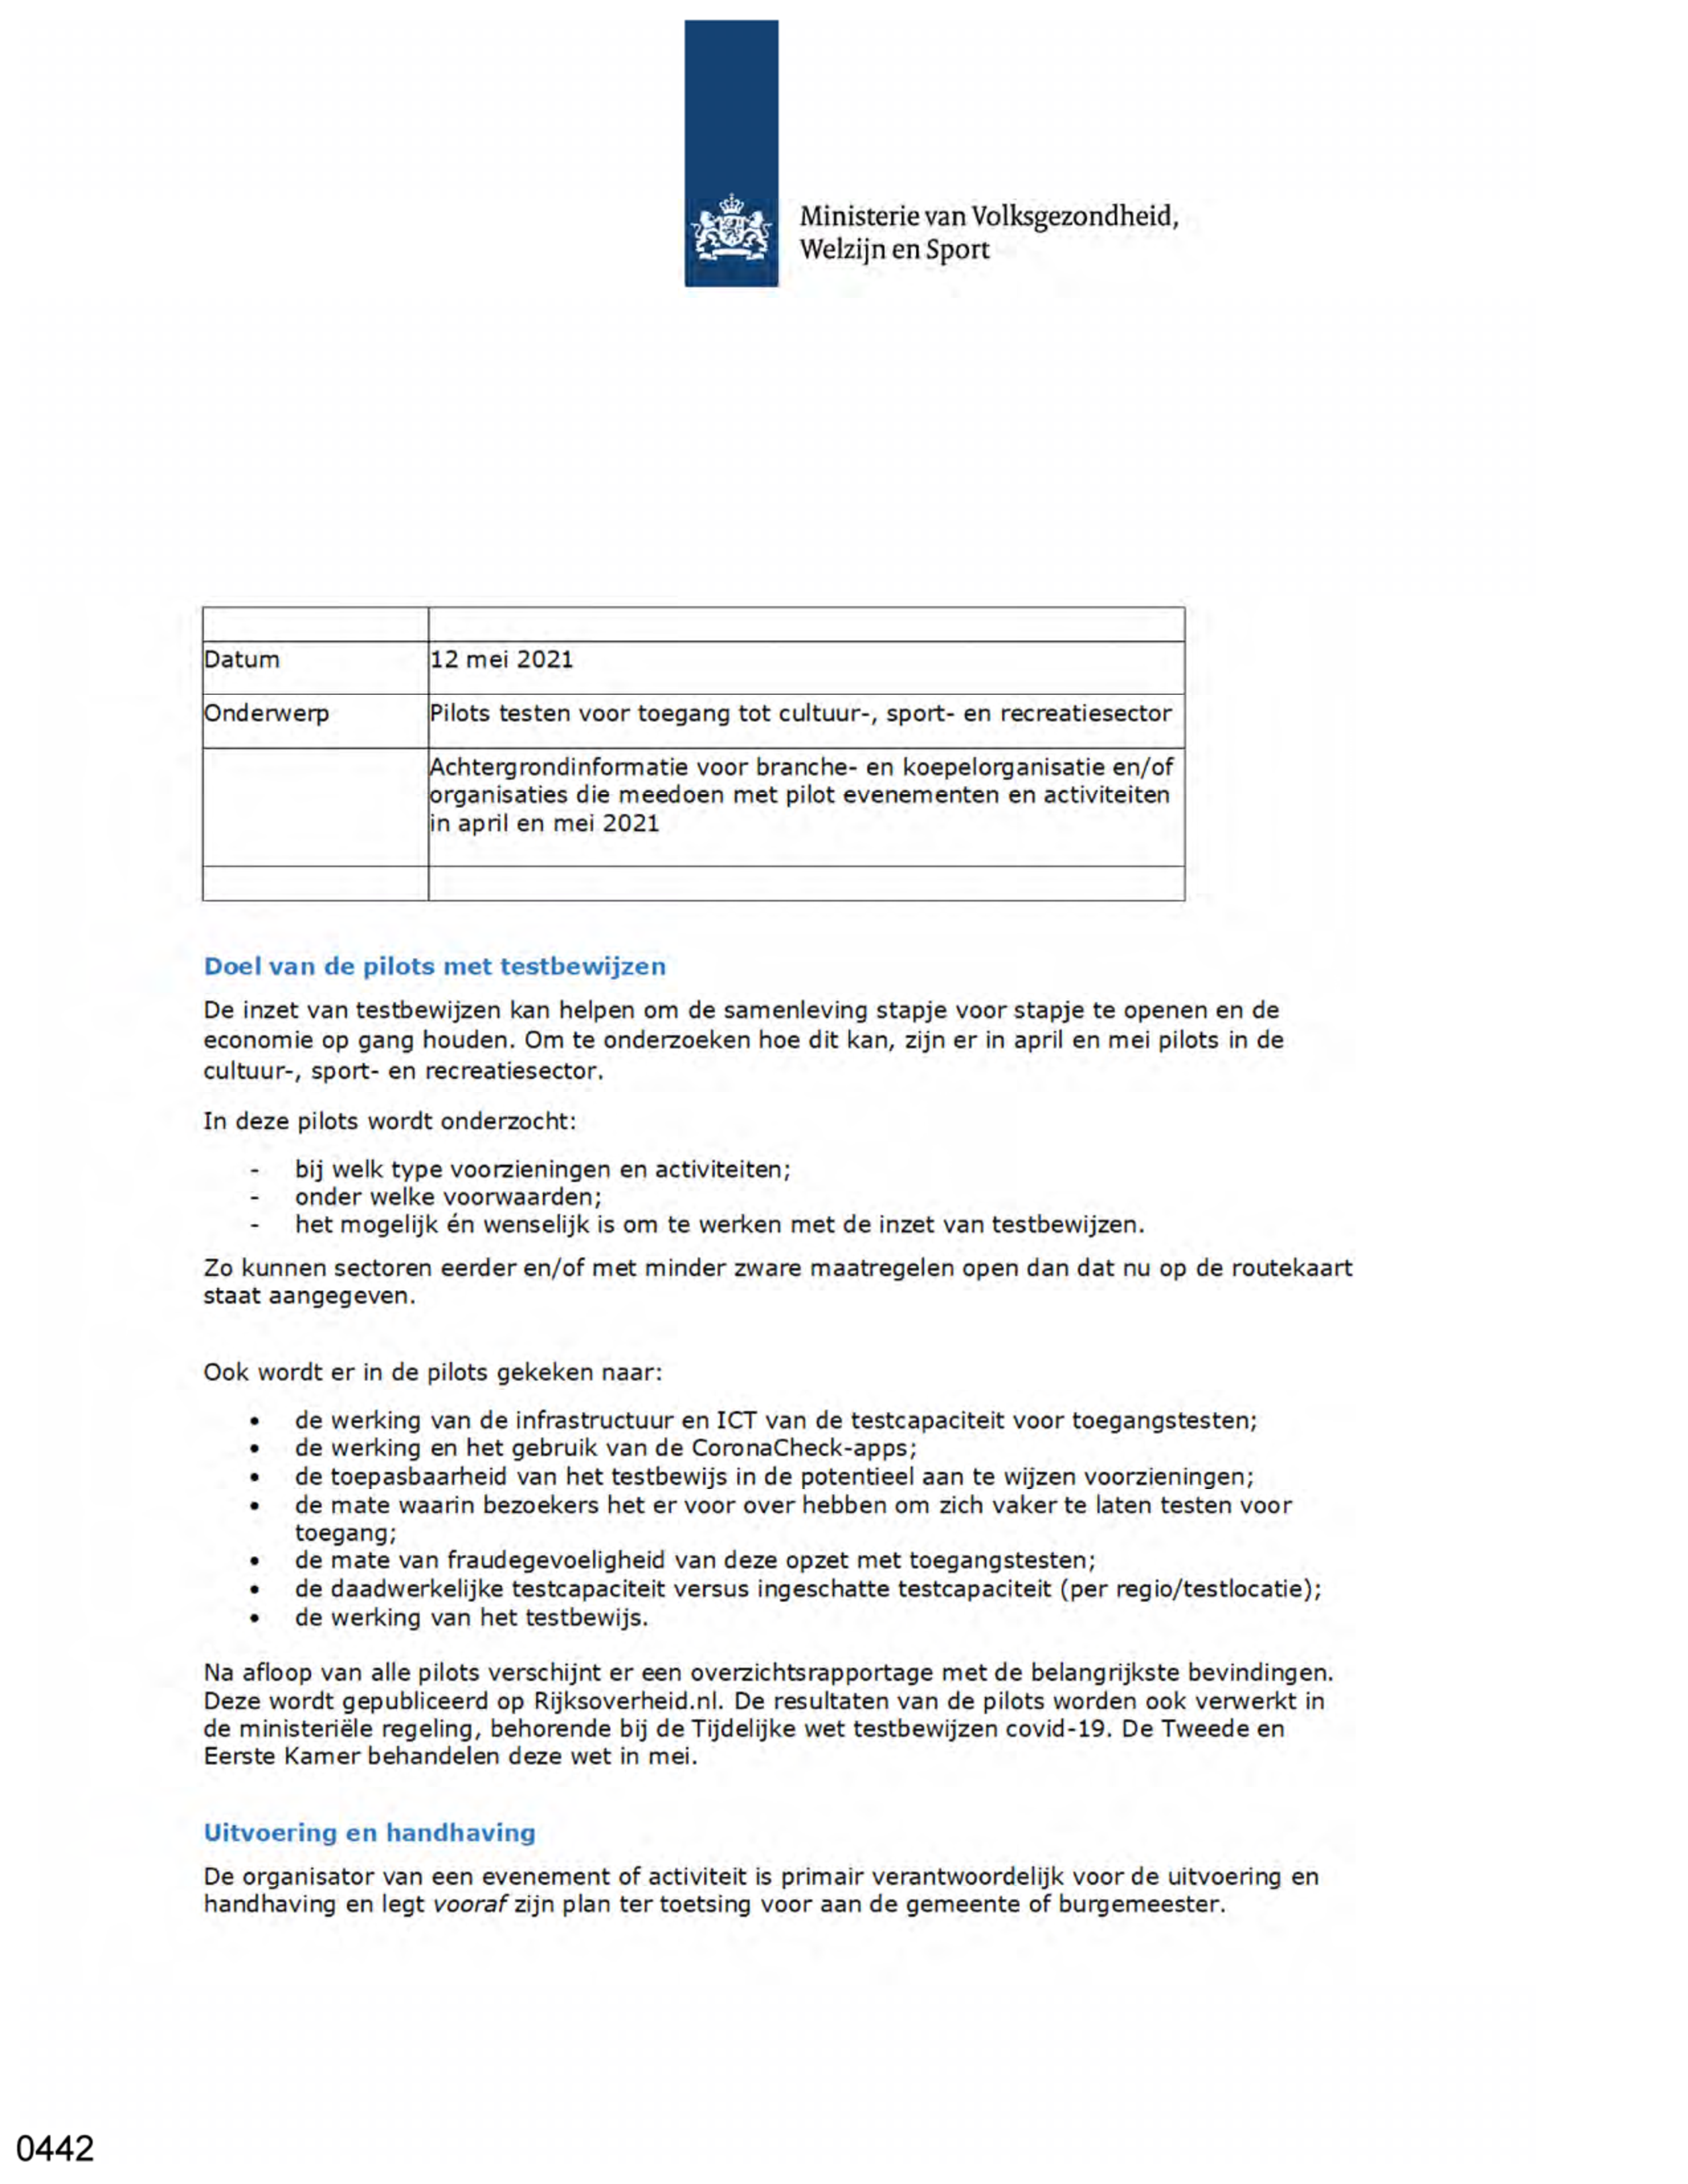 Ministerie van Volksgezondheid,
Welzijn en Sport
Datum 12 mei 2021
Onderwerp Pilots testen voor toegang tot cultuur-, sport- en recreatiesector
Achtergrondinformatie voor branche- en koepelorganisatie en/of
organisaties die meedoen met pilot evenementen en activiteiten
in april en mei 2021
Doel van de pilots met testbewijzen
De inzet van testbewijzen kan helpen om de samenleving stapje voor stapje te openen en de
economie op gang houden. Om te onderzoeken hoe dit kan, zijn er in april en mei pilots in de
cultuur-, sport- en recreatiesector.
In deze pilots wordt onderzocht:
- bij welk type voorzieningen en activiteiten;
- onder welke voorwaarden;
- het mogelijk én wenselijk is om te werken met de inzet van testbewijzen.
Zo kunnen sectoren eerder en/of met minder zware maatregelen open dan dat nu op de routekaart
staat aangegeven.
Ook wordt er in de pilots gekeken naar:
• de werking van de infrastructuur en ICT van de testcapaciteit voor toegangstesten;
• de werking en het gebruik van de CoronaCheck-apps;
• de toepasbaarheid van het testbewijs in de potentieel aan te wijzen voorzieningen;
• de mate waarin bezoekers het er voor over hebben om zich vaker te laten testen voor
toegang;
• de mate van fraudegevoeligheid van deze opzet met toegangstesten;
• de daadwerkelijke testcapaciteit versus ingeschatte testcapaciteit (per regio/testlocatie);
• de werking van het testbewijs.
Na afloop van alle pilots verschijnt er een overzichtsrapportage met de belangrijkste bevindingen.
Deze wordt gepubliceerd op Rijksoverheid.nl. De resultaten van de pilots worden ook verwerkt in
de ministeriële regeling, behorende bij de Tijdelijke wet testbewijzen covid-19. De Tweede en
Eerste Kamer behandelen deze wet in mei.
Uitvoering en handhaving
De organisator van een evenement of activiteit is primair verantwoordelijk voor de uitvoering en
handhaving en legt vooraf zijn plan ter toetsing voor aan de gemeente of burgemeester.
0442